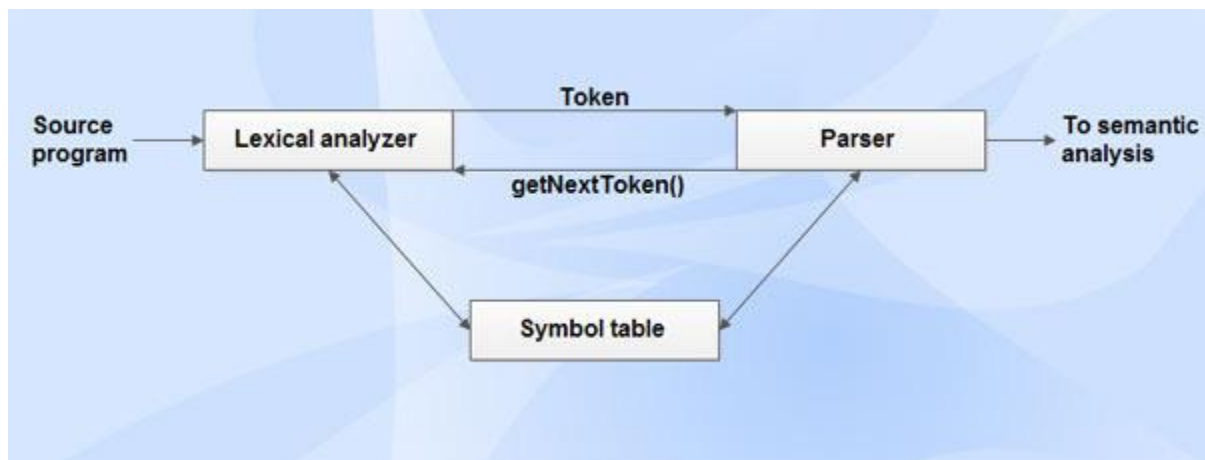 Token
Source
program
Lexical analyzer
Parser
To semantic
analysis
getNextToken()
Symbol table